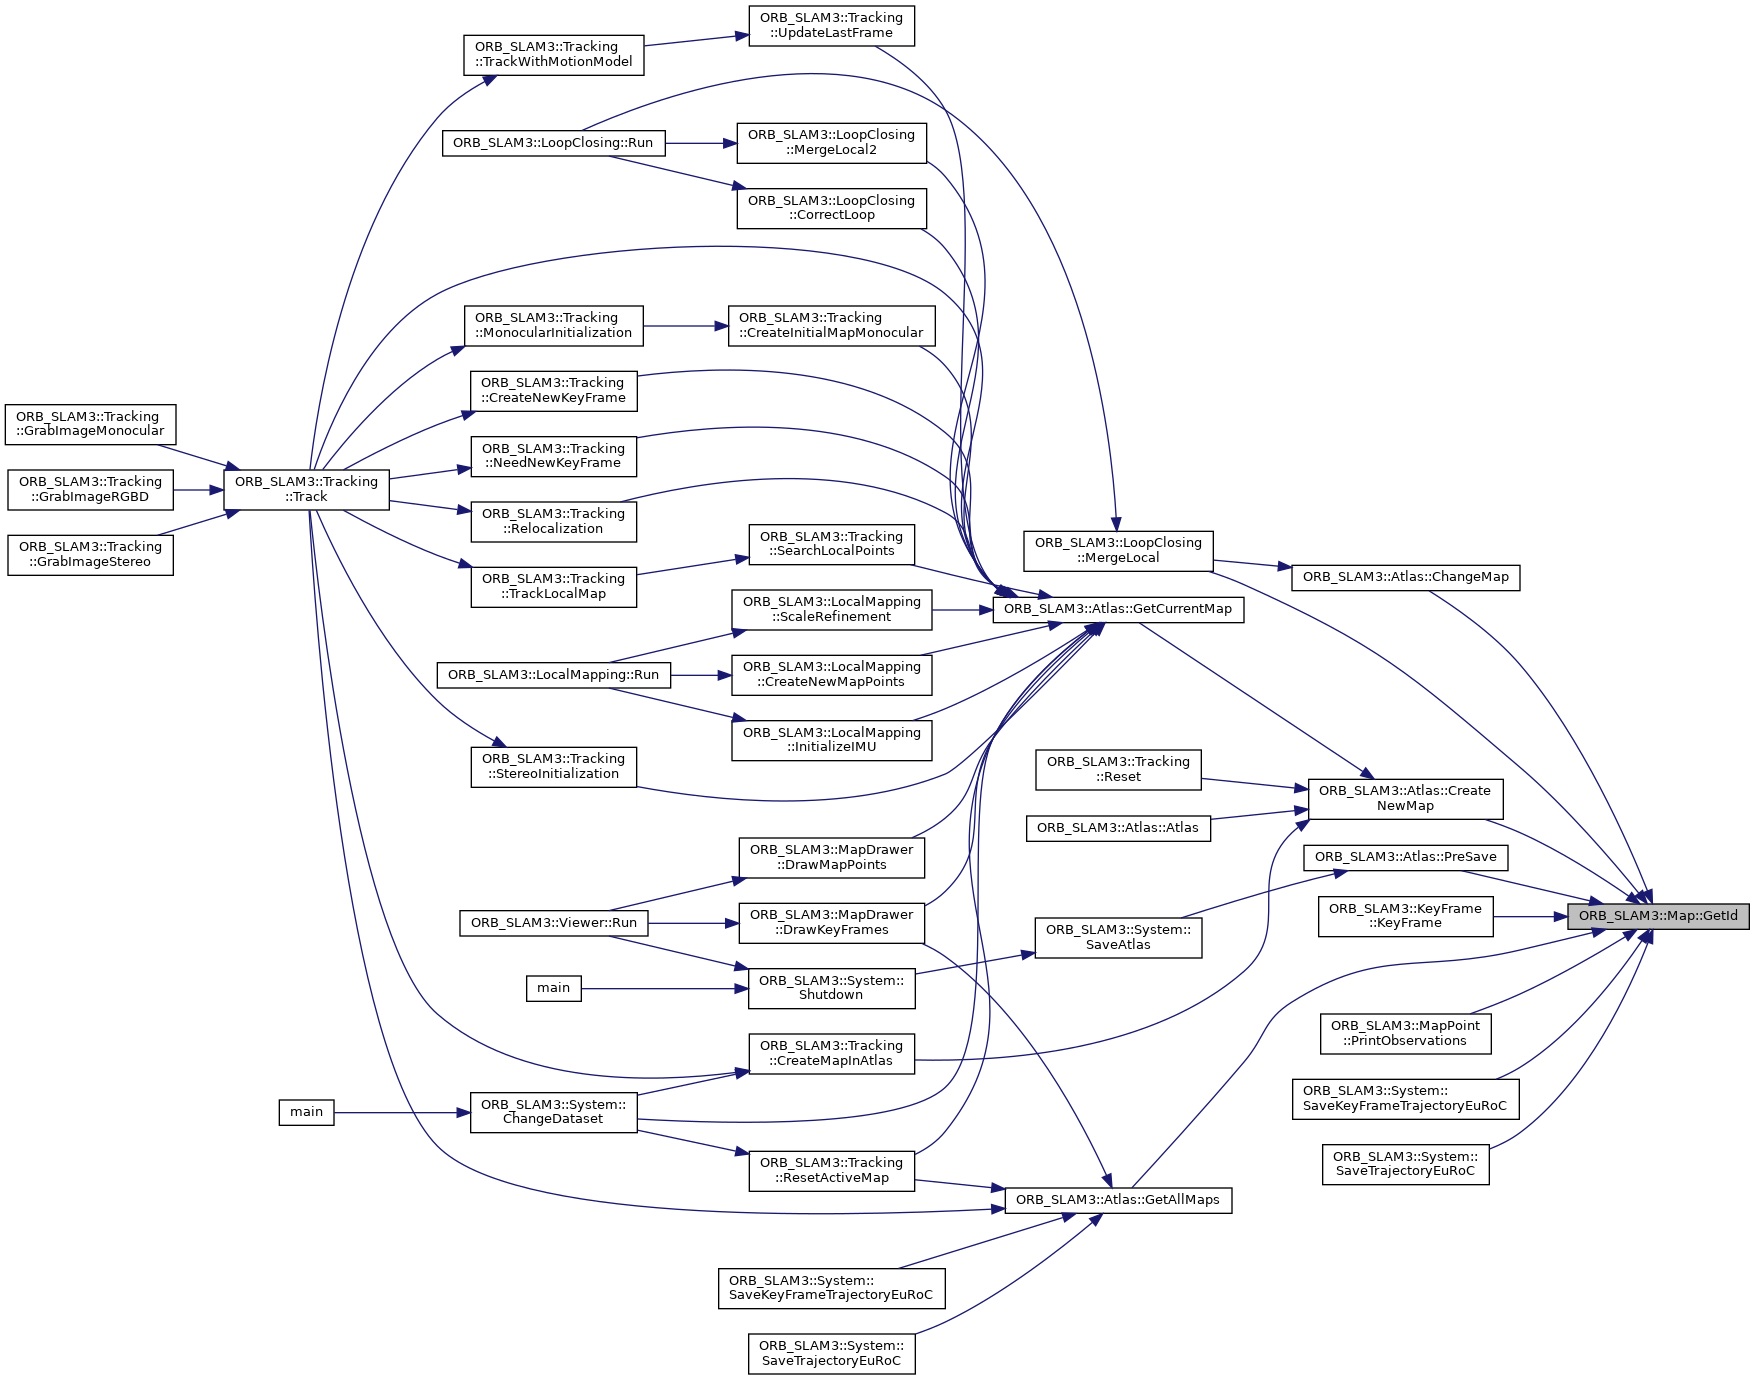 ORB_SLAM3::Tracking
::UpdateLastFrame
ORB_SLAM3::Tracking
::TrackWithMotionModel
ORB_SLAM3::LoopClosing::Run
ORB_SLAM3::LoopClosing
::MergeLocal2
ORB_SLAM3::LoopClosing
::CorrectLoop
ORB_SLAM3::Tracking
::MonocularInitialization
ORB_SLAM3::Tracking
::CreateInitialMapMonocular
ORB_SLAM3::Tracking
::CreateNewKeyFrame
ORB_SLAM3::Tracking
::GrabImageMonocular
ORB_SLAM3::Tracking
::NeedNewKeyFrame
ORB_SLAM3::Tracking
::GrabImageRGBD
ORB_SLAM3::Tracking
::Track
ORB_SLAM3::Tracking
::Relocalization
ORB_SLAM3::Tracking
::GrabImageStereo
ORB_SLAM3::Tracking
::SearchLocalPoints
ORB_SLAM3::LoopClosing
::MergeLocal
ORB_SLAM3::Atlas::ChangeMap
ORB_SLAM3::Tracking
::TrackLocalMap
ORB_SLAM3::LocalMapping
::ScaleRefinement
ORB_SLAM3::Atlas::GetCurrentMap
ORB_SLAM3::LocalMapping::Run
ORB_SLAM3::LocalMapping
::CreateNewMapPoints
ORB_SLAM3::LocalMapping
::InitializeIMU
ORB_SLAM3::Tracking
::StereoInitialization
ORB_SLAM3::Tracking
::Reset
ORB_SLAM3::Atlas::Create
NewMap
ORB_SLAM3::Atlas::Atlas
ORB_SLAM3::MapDrawer
::DrawMapPoints
ORB_SLAM3::Atlas::PreSave
ORB_SLAM3::Viewer::Run
ORB_SLAM3::MapDrawer
::DrawKeyFrames
ORB_SLAM3::KeyFrame
::KeyFrame
ORB_SLAM3::Map::GetId
ORB_SLAM3::System::
SaveAtlas
main
ORB_SLAM3::System::
Shutdown
ORB_SLAM3::MapPoint
::PrintObservations
ORB_SLAM3::Tracking
::CreateMapInAtlas
ORB_SLAM3::System::
SaveKeyFrameTrajectoryEuRoC
main
ORB_SLAM3::System::
ChangeDataset
ORB_SLAM3::System::
SaveTrajectoryEuRoC
ORB_SLAM3::Tracking
::ResetActiveMap
ORB_SLAM3::Atlas::GetAllMaps
ORB_SLAM3::System::
SaveKeyFrameTrajectoryEuRoC
ORB_SLAM3::System::
SaveTrajectoryEuRoC